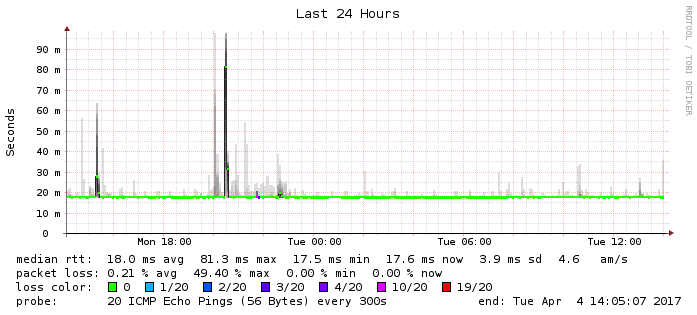 Last 24 Hours
RRDTOOL / TOBI OETIKER
Seconds
90 m
80 m
70 m
60 m
50 m
40 m
30 m
20 m
10 m
0
Mon 18:00 Tue 00:00 Tue 06:00 Tue 12:00
median rtt: 18.0 ms avg 81.3 ms max 17.5 ms min 17.6 ms now 3.9 ms sd 4.6 am/s
packet loss: 0.21 % avg 49.40 % max 0.00 % min 0.00 % now
loss color: 0 1/20 2/20 3/20 4/20 10/20 19/20
probe: 20 ICMP Echo Pings (56 Bytes) every 300s end: Tue Apr 4 14:05:07 2017